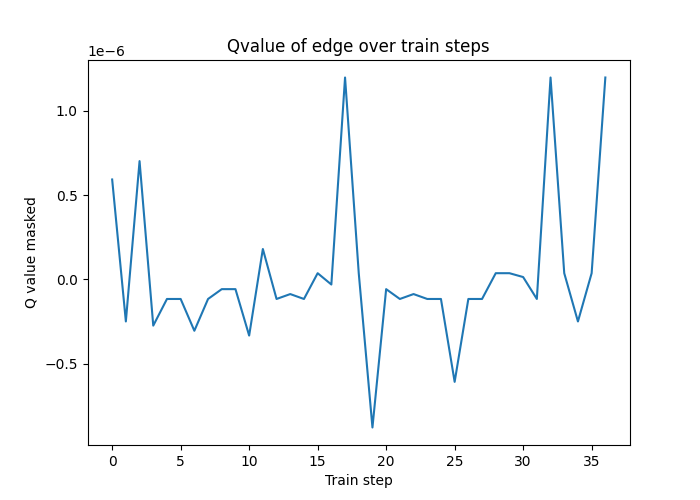 Qvalue of edge over train steps
1e−6
1.0
0.5
0.0
−0.5
Q value masked
0 5 10 15 20 25 30 35
Train step